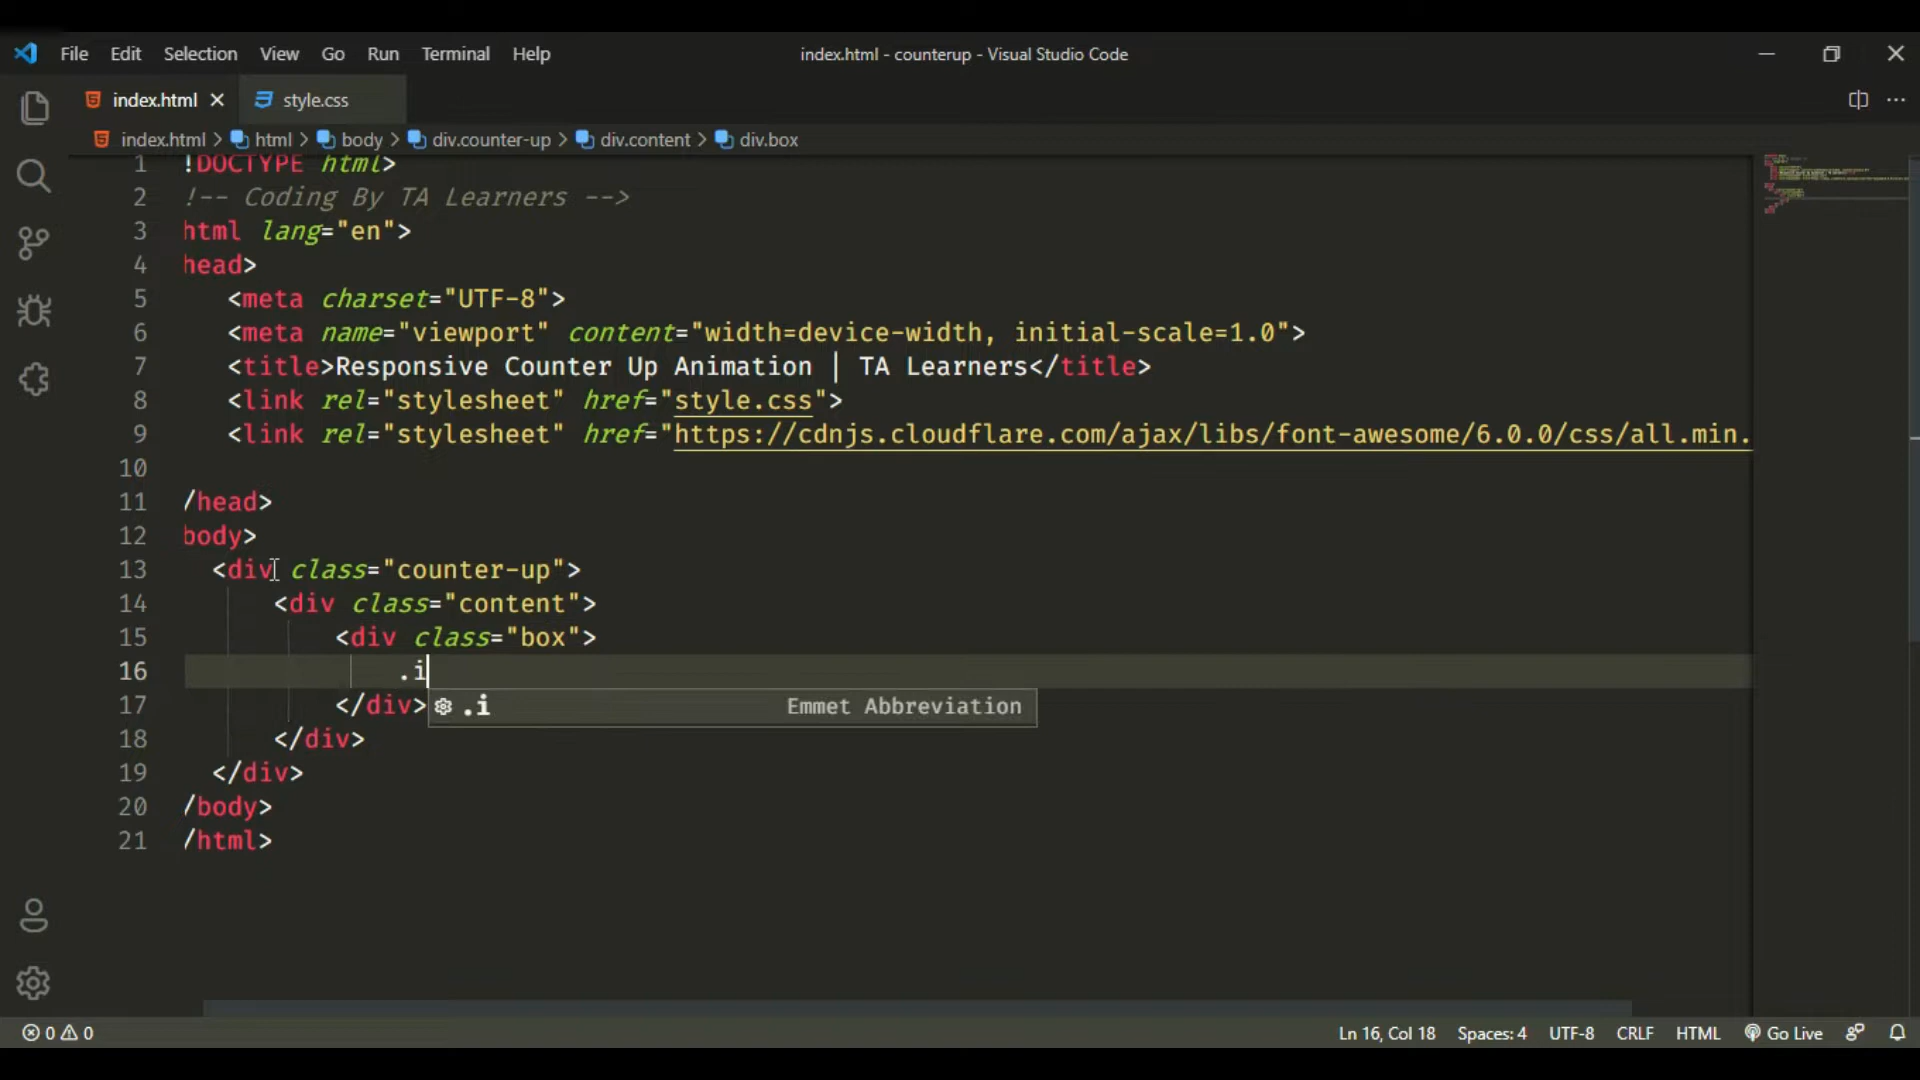 File Edit Selection View Go Run Terminal Help index.html - counterup - Visual Studio Code
index.html style.css
index.html > html > body > div.counter-up > div.content > div.box
1 !DOCTYPE html>
2 !-- Coding By TA Learners -->
3 html lang="en">
4 head>
5 <meta charset="UTF-8">
6 <meta name="viewport" content="width=device-width, initial-scale=1.0">
7 <title>Responsive Counter Up Animation | TA Learners</title>
8 <link rel="stylesheet" href="style.css">
9 <link rel="stylesheet" href="https://cdnjs.cloudflare.com/ajax/libs/font-awesome/6.0.0/css/all.min.
10
11 /head>
12 body>
13 <div class="counter-up">
14 <div class="content">
15 <div class="box">
16 .i
17 </div> .i Emmet Abbreviation
18 </div>
19 </div>
20 /body>
21 /html>
0 0 Ln 16, Col 18 Spaces: 4 UTF-8 CRLF HTML Go Live